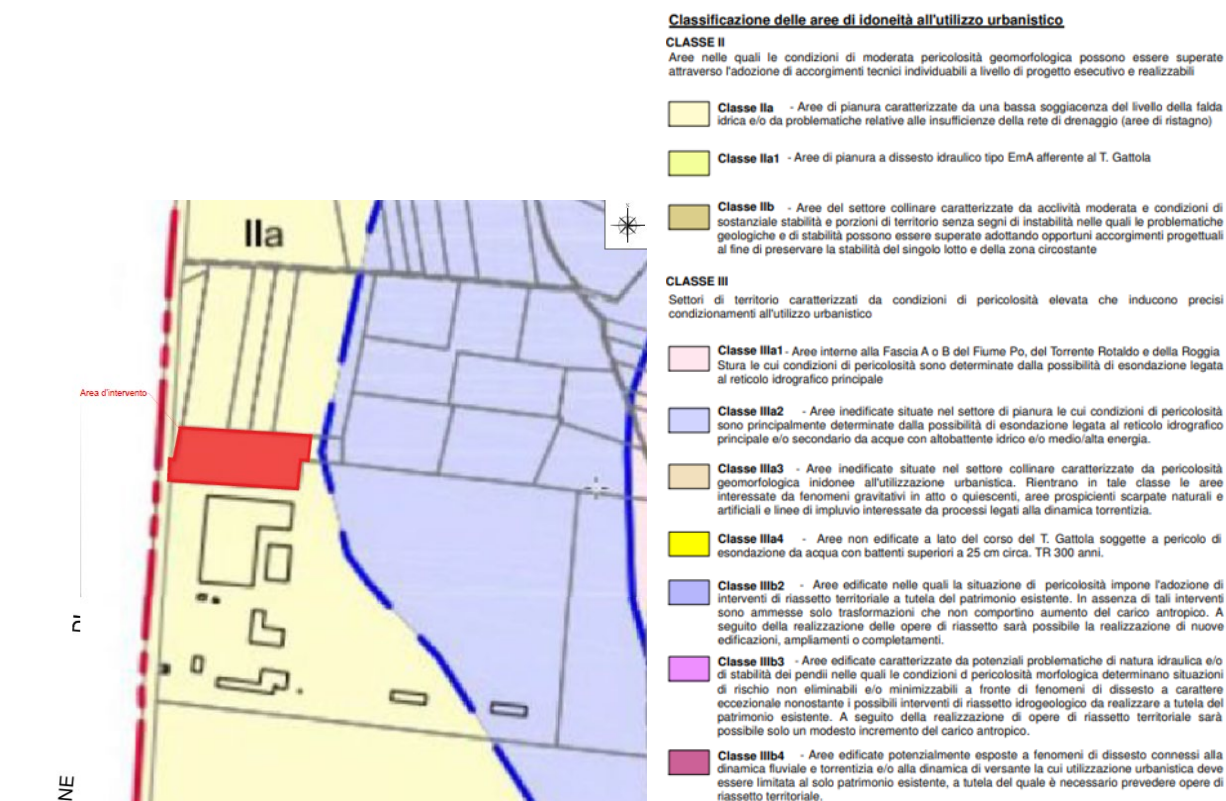 Classificazione delle aree di idoneità all'utilizzo urbanistico
CLASSE II
Aree nelle quali le condizioni di moderata pericolosità geomorfologica possono essere superate
attraverso l'adozione di accorgimenti tecnici individuabili a livello di progetto esecutivo e realizzabili
Classe IIa - Aree di pianura caratterizzate da una bassa soggiacenza del livello della falda
idrica e/o da problematiche relative alle insufficienze della rete di drenaggio (aree di ristagno)
Classe IIa1 - Aree di pianura a dissesto idraulico tipo EmA afferente al T. Gattola
Classe IIb - Aree del settore collinare caratterizzate da acclività moderata e condizioni di
sostanziale stabilità e porzioni di territorio senza segni di instabilità nelle quali le problematiche
geologiche e di stabilità possono essere superate adottando opportuni accorgimenti progettuali
al fine di preservare la stabilità del singolo lotto e della zona circostante
CLASSE III
Settori di territorio caratterizzati da condizioni di pericolosità elevata che inducono precisi
condizionamenti all'utilizzo urbanistico
Classe IIIa1 - Aree interne alla Fascia A o B del Fiume Po, del Torrente Rotaldo e della Roggia
Stura le cui condizioni di pericolosità sono determinate dalla possibilità di esondazione legata
al reticolo idrografico principale
Classe IIIa2 - Aree inedificate situate nel settore di pianura le cui condizioni di pericolosità
sono principalmente determinate dalla possibilità di esondazione legata al reticolo idrografico
principale e/o secondario da acque con altobattente idrico e/o medio/alta energia.
Classe IIIa3 - Aree inedificate situate nel settore collinare caratterizzate da pericolosità
geomorfologica inidonee all'utilizzazione urbanistica. Rientrano in tale classe le aree
interessate da fenomeni gravitativi in atto o quiescenti, aree prospicienti scarpate naturali e
artificiali e linee di impluvio interessate da processi legati alla dinamica torrentizia.
Classe IIIa4 - Aree non edificate a lato del corso del T. Gattola soggette a pericolo di
esondazione da acqua con battenti superiori a 25 cm circa. TR 300 anni.
Classe IIIb2 - Aree edificate nelle quali la situazione di pericolosità impone l'adozione di
interventi di riassetto territoriale a tutela del patrimonio esistente. In assenza di tali interventi
sono ammesse solo trasformazioni che non comportino aumento del carico antropico. A
seguito della realizzazione delle opere di riassetto sarà possibile la realizzazione di nuove
edificazioni, ampliamenti o completamenti.
Classe IIIb3 - Aree edificate caratterizzate da potenziali problematiche di natura idraulica e/o
di stabilità dei pendii nelle quali le condizioni d pericolosità morfologica determinano situazioni
di rischio non eliminabili e/o minimizzabili a fronte di fenomeni di dissesto a carattere
eccezionale nonostante i possibili interventi di riassetto idrogeologico da realizzare a tutela del
patrimonio esistente. A seguito della realizzazione di opere di riassetto territoriale sarà
possibile solo un modesto incremento del carico antropico.
Classe IIIb4 - Aree edificate potenzialmente esposte a fenomeni di dissesto connessi alla
dinamica fluviale e torrentizia e/o alla dinamica di versante la cui utilizzazione urbanistica deve
essere limitata al solo patrimonio esistente, a tutela del quale è necessario prevedere opere di
riassetto territoriale.
IIa
Area d'intervento
NE